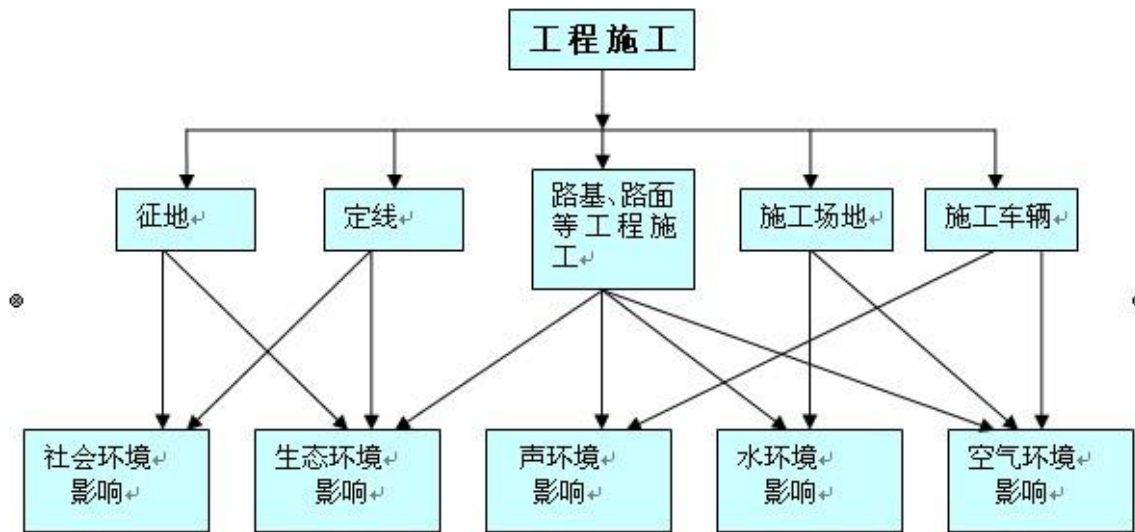 工程施工
征地
定线
路基、路面
等工程施
工
施工场地
施工车辆
社会环境
影响
生态环境
影响
声环境
影响
水环境
影响
空气环境
影响